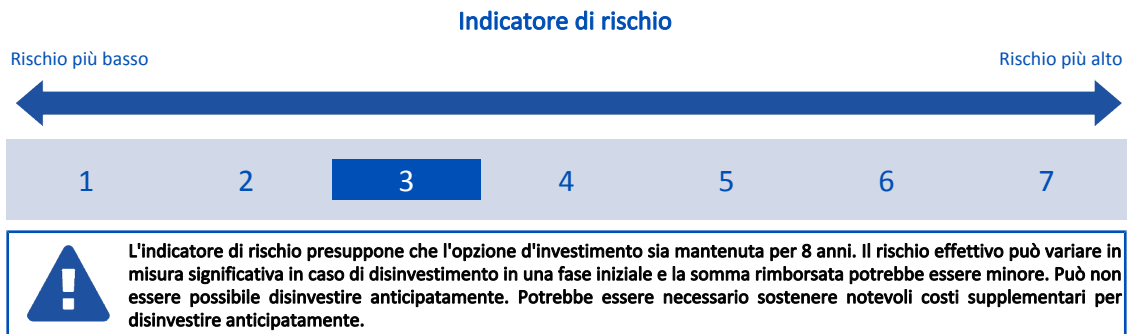 Indicatore di rischio
Rischio più basso Rischio più alto
1 2 3 4 5 6 7
L'indicatore di rischio presuppone che l'opzione d'investimento sia mantenuta per 8 anni. Il rischio effettivo può variare in
misura significativa in caso di disinvestimento in una fase iniziale e la somma rimborsata potrebbe essere minore. Può non
essere possibile disinvestire anticipatamente. Potrebbe essere necessario sostenere notevoli costi supplementari per
disinvestire anticipatamente.